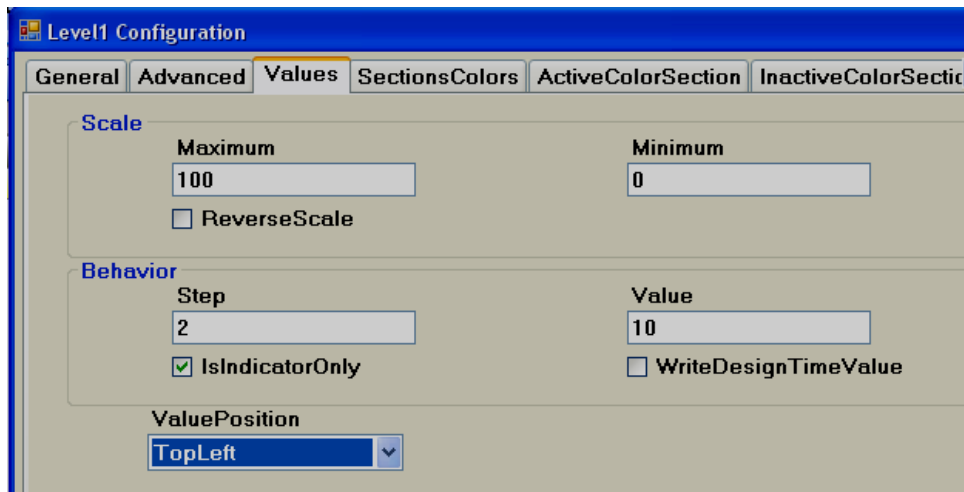 Level1 Configuration
General Advanced Values SectionsColors ActiveColorSection InactiveColorSectic
Scale
Maximum Minimum
100 0
ReverseScale
Behavior
Step Value
2 10
IsIndicatorOnly WriteDesignTimeValue
ValuePosition
TopLeft